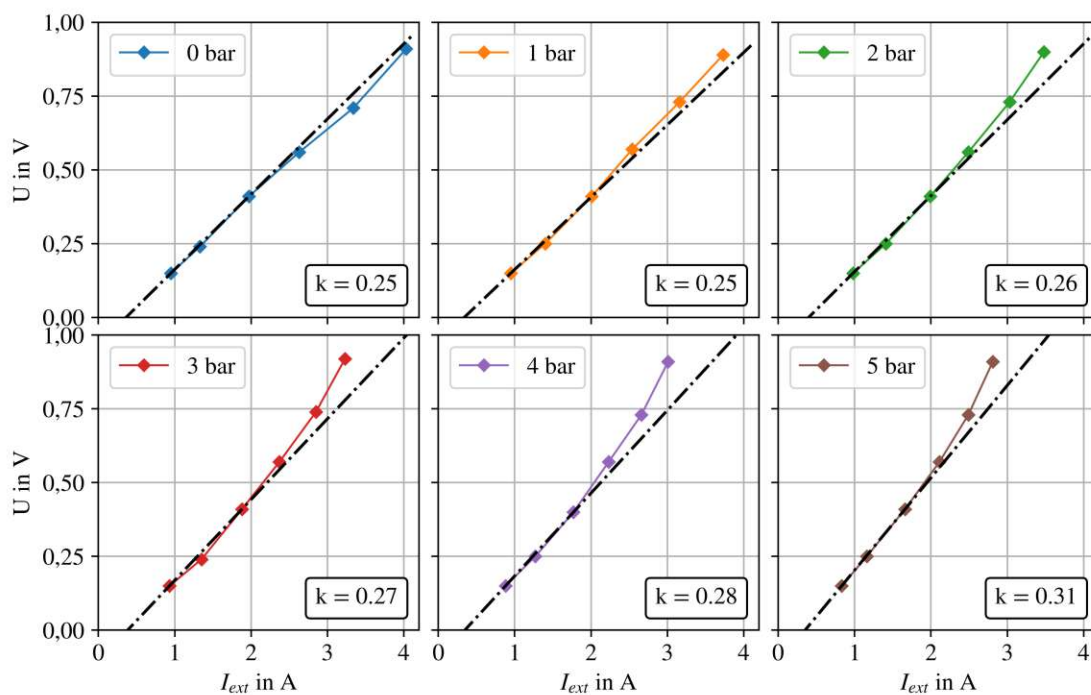 1,00
0 bar
1 bar
2 bar
0,75
U in V
0,50
0,25
k = 0.25
k = 0.25
k = 0.26
0,00
1,00
3 bar
4 bar
5 bar
0,75
U in V
0,50
0,25
k = 0.27
k = 0.28
k = 0.31
0,00
0 1 2 3 4 0 1 2 3 4 0 1 2 3 4
I_ext in A I_ext in A I_ext in A